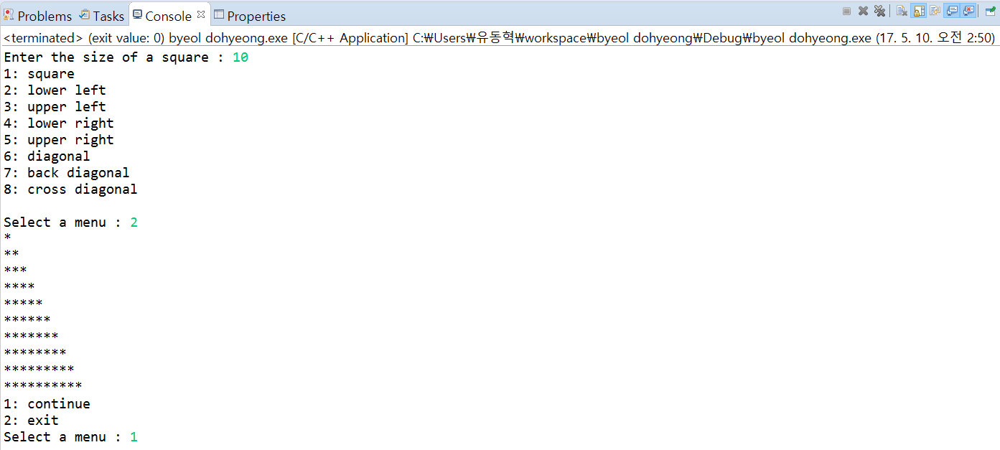 Problems Tasks Console Properties
<terminated> (exit value: 0) byeol dohyeong.exe [C/C++ Application] C:₩Users₩유동혁₩workspace₩byeol dohyeong₩Debug₩byeol dohyeong.exe (17. 5. 10. 오전 2:50)
Enter the size of a square : 10
1: square
2: lower left
3: upper left
4: lower right
5: upper right
6: diagonal
7: back diagonal
8: cross diagonal
Select a menu : 2
*
**
***
****
*****
******
*******
********
*********
**********
1: continue
2: exit
Select a menu : 1